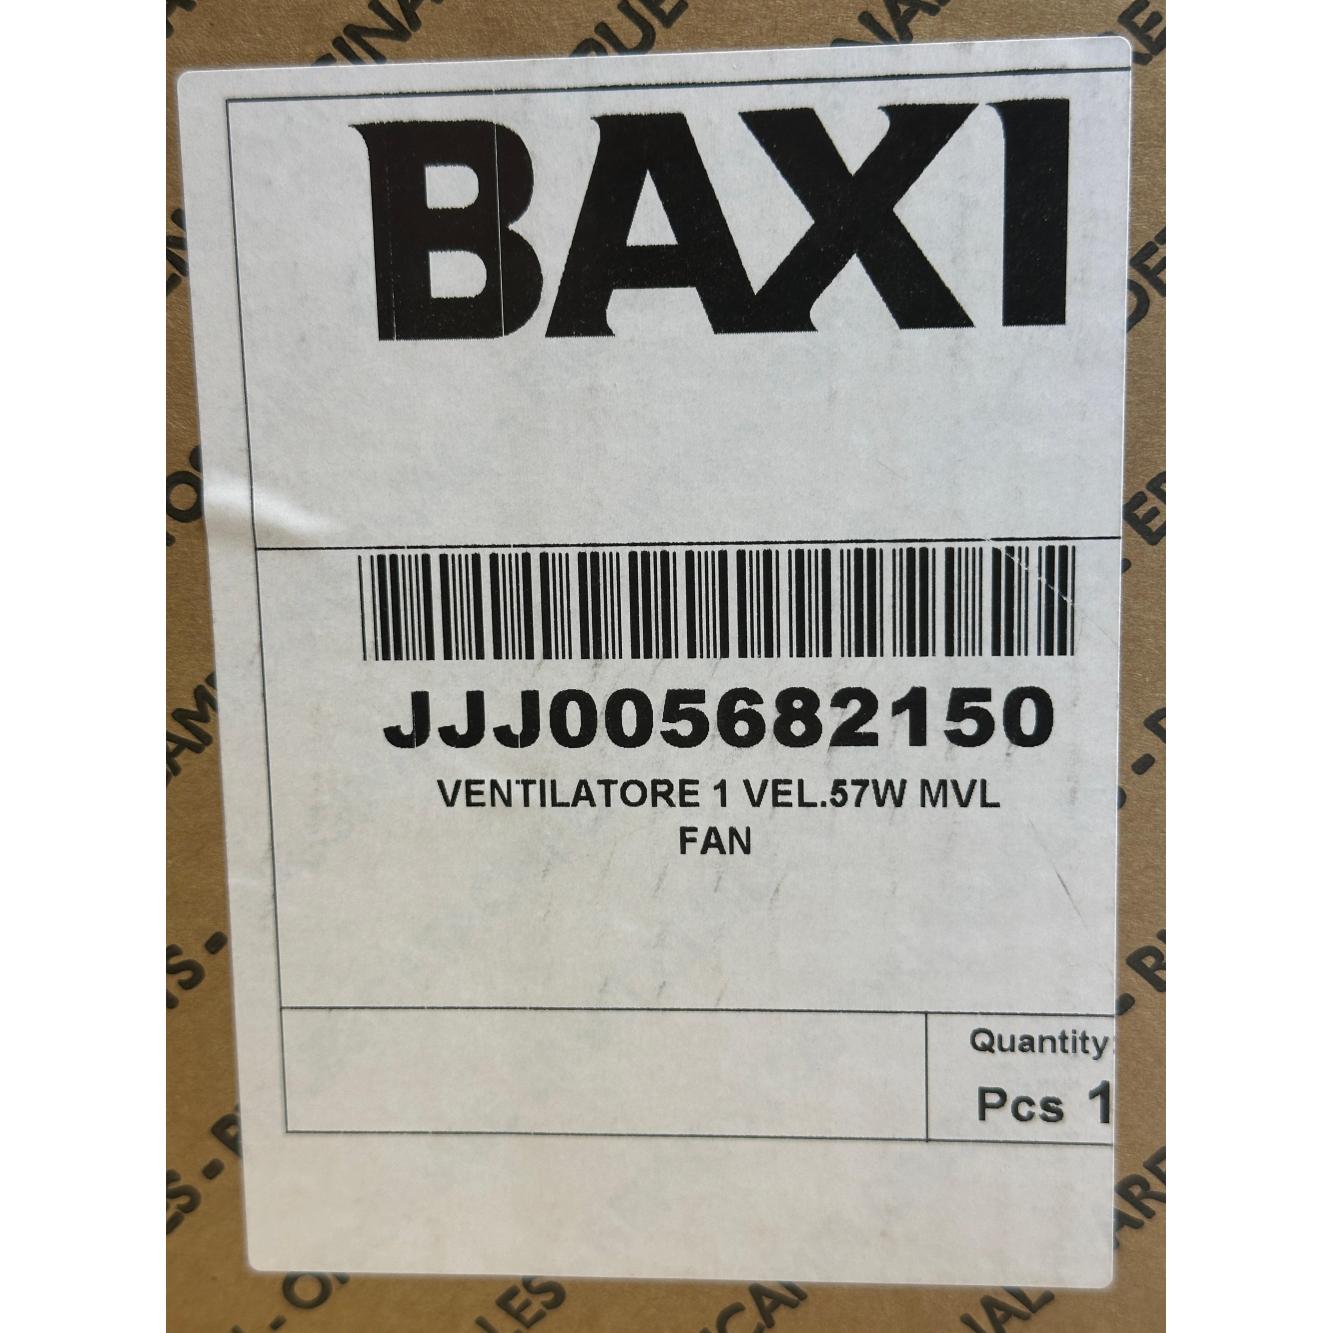 BAXI
JJJ005682150
VENTILATORE 1 VEL.57W MVL
FAN
Quantity:
Pcs 1